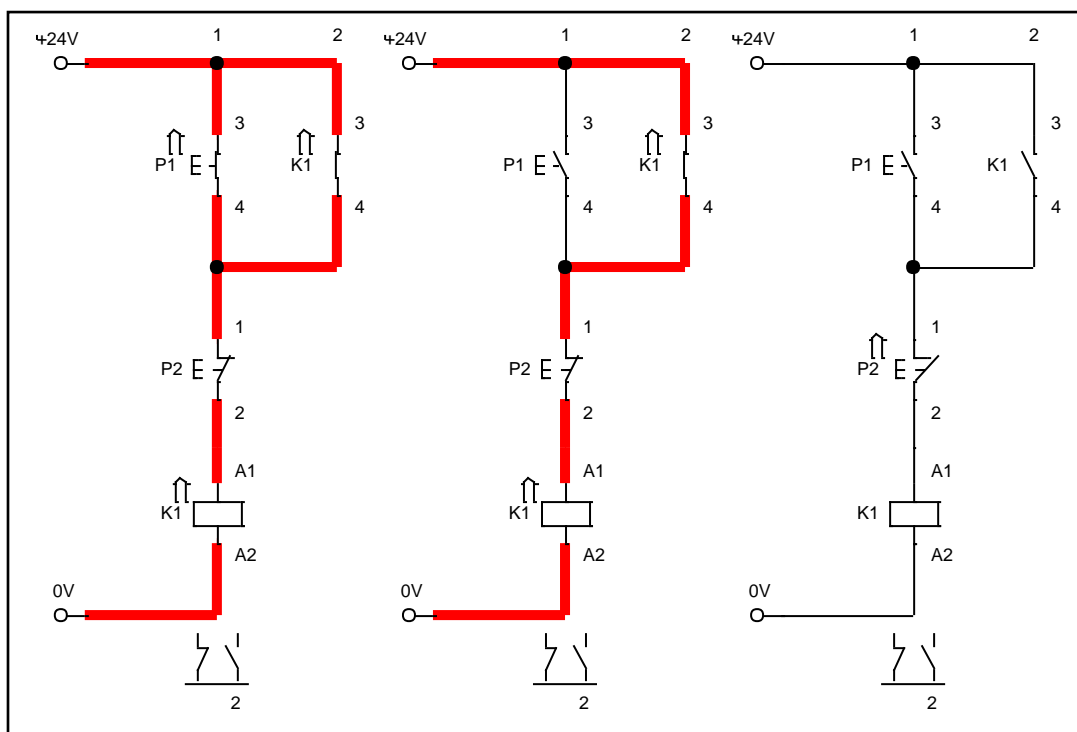 1 2 1 2 1 2
+24V +24V +24V
3 3 3 3 3 3
P1 K1 P1 K1 P1 K1
4 4 4 4 4 4
1 1 1
P2 P2 P2
2 2 2
A1 A1 A1
K1 K1 K1
A2 A2 A2
0V 0V 0V
2 2 2